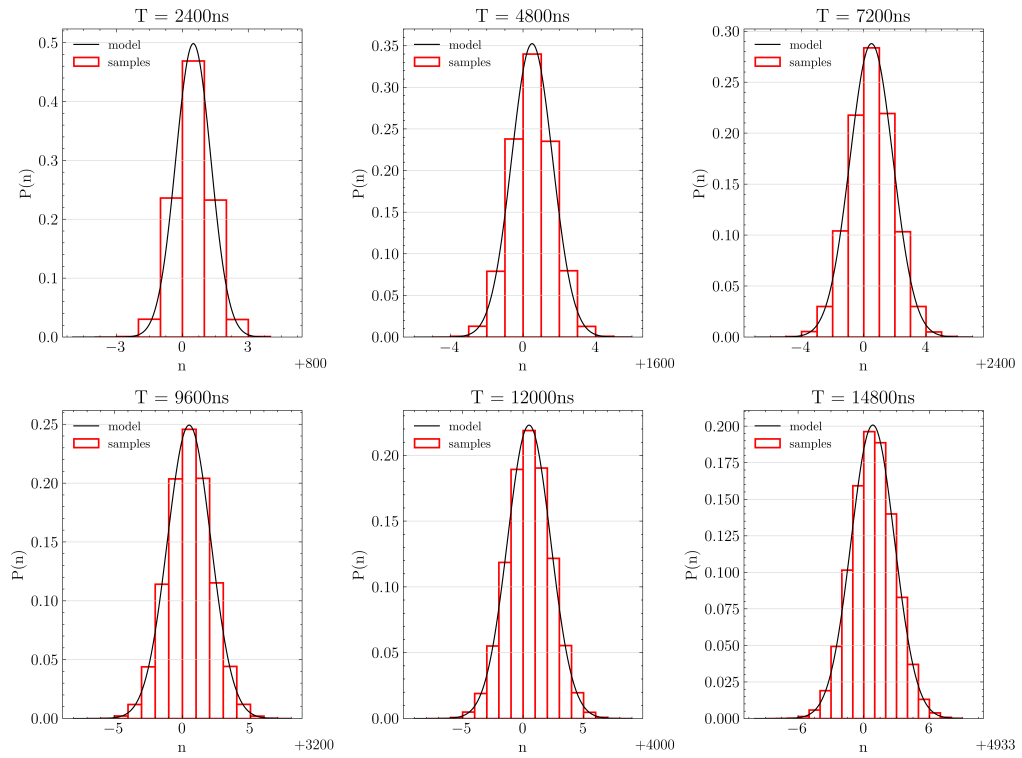 T = 2400ns
model
samples
0.5
0.4
0.3
0.2
0.1
0.0
P(n)
−3 0 3
n
+800
T = 4800ns
model
samples
0.35
0.30
0.25
0.20
0.15
0.10
0.05
0.00
P(n)
−4 0 4
n
+1600
T = 7200ns
model
samples
0.30
0.25
0.20
0.15
0.10
0.05
0.00
P(n)
−4 0 4
n
+2400
T = 9600ns
model
samples
0.25
0.20
0.15
0.10
0.05
0.00
P(n)
−5 0 5
n
+3200
T = 12000ns
model
samples
0.20
0.15
0.10
0.05
0.00
P(n)
−5 0 5
n
+4000
T = 14800ns
model
samples
0.200
0.175
0.150
0.125
0.100
0.075
0.050
0.025
0.000
P(n)
−6 0 6
n
+4933